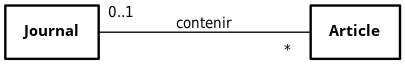 0..1
Journal
contenir
Article
*